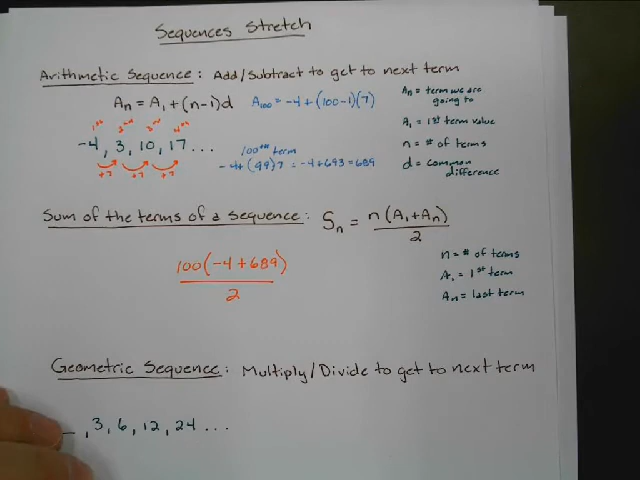 Sequences Stretch
Arithmetic Sequence: Add/Subtract to get to next term
An = A1 + (n-1)d
A100 = -4 + (100-1)(7)
An = term we are going to
A1 = 1st term value
n = # of terms
d = common difference
1st 2nd 3rd 4th
-4, 3, 10, 17 ...
+7 +7 +7
100th term
-4+(99)7 = -4+693 = 689
Sum of the terms of a sequence: Sn = n(A1+An)
2
100(-4+689)
2
n = # of terms
A1 = 1st term
An = last term
Geometric Sequence: Multiply/Divide to get to next term
, 3, 6, 12, 24 ...